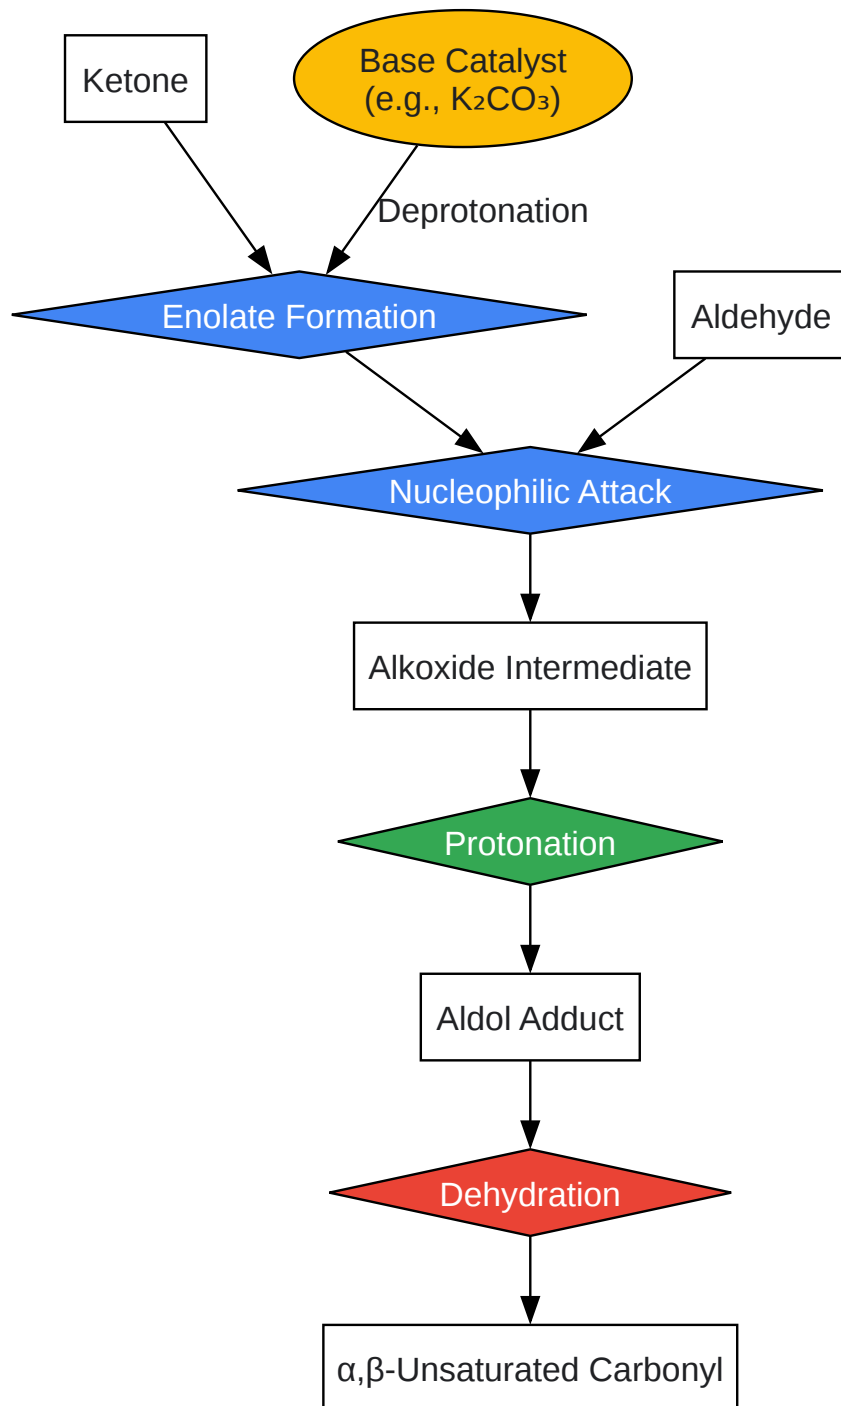 Ketone
Base Catalyst
(e.g., K₂CO₃)
Deprotonation
Enolate Formation
Aldehyde
Nucleophilic Attack
Alkoxide Intermediate
Protonation
Aldol Adduct
Dehydration
α,β-Unsaturated Carbonyl